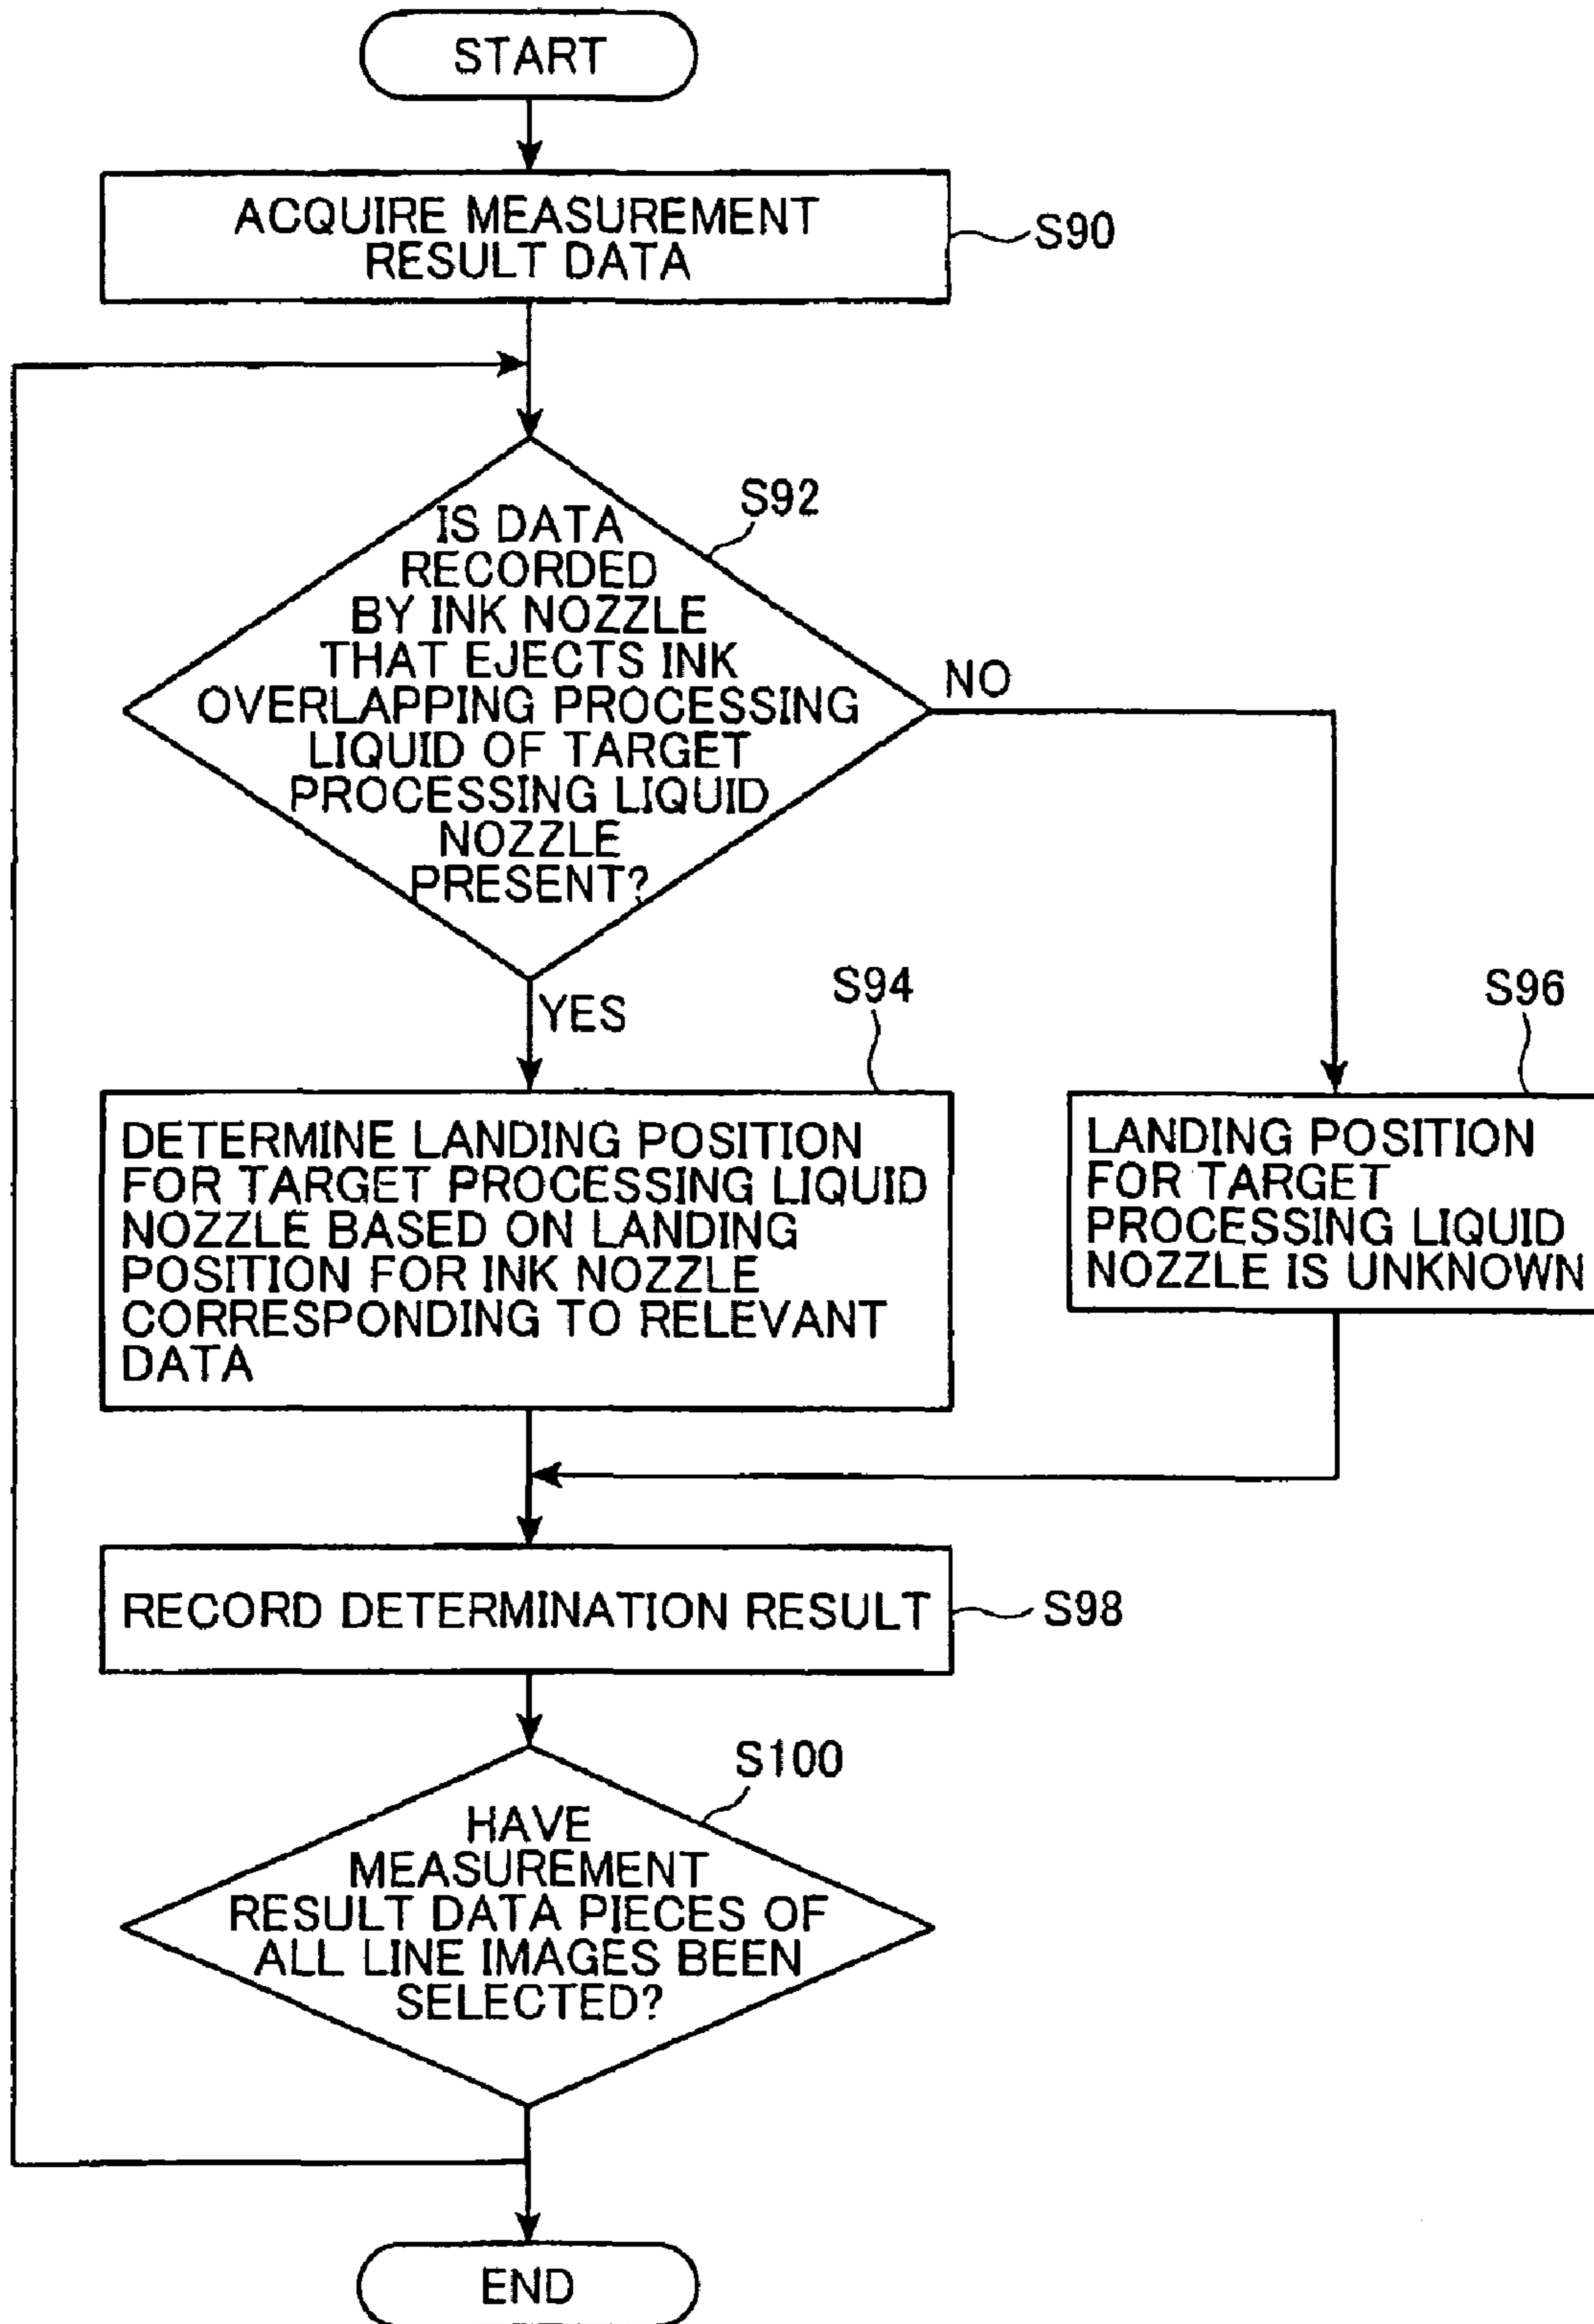 START
ACQUIRE MEASUREMENT
RESULT DATA
S90
S92
IS DATA
RECORDED
BY INK NOZZLE
THAT EJECTS INK
OVERLAPPING PROCESSING
LIQUID OF TARGET
PROCESSING LIQUID
NOZZLE
PRESENT?
NO
YES
S94
DETERMINE LANDING POSITION
FOR TARGET PROCESSING LIQUID
NOZZLE BASED ON LANDING
POSITION FOR INK NOZZLE
CORRESPONDING TO RELEVANT
DATA
S96
LANDING POSITION
FOR TARGET
PROCESSING LIQUID
NOZZLE IS UNKNOWN
RECORD DETERMINATION RESULT
S98
S100
HAVE
MEASUREMENT
RESULT DATA PIECES OF
ALL LINE IMAGES BEEN
SELECTED?
END